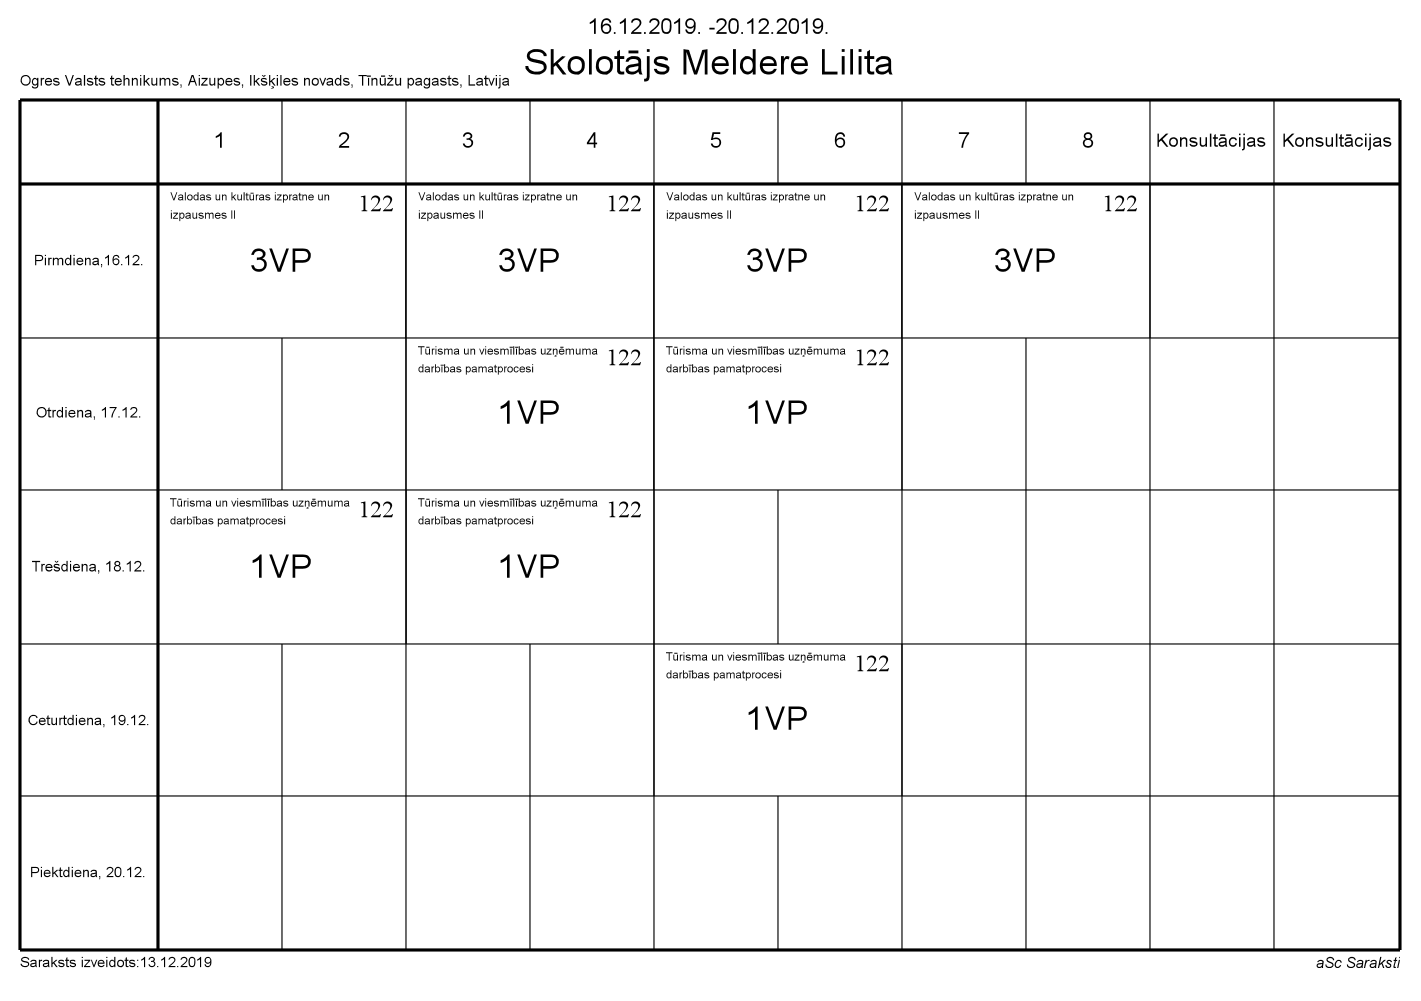 16.12.2019. -20.12.2019.
Skolotājs Meldere Lilita
Ogres Valsts tehnikums, Aizupes, Ikšķiles novads, Tīnūžu pagasts, Latvija
1 2 3 4 5 6 7 8 Konsultācijas Konsultācijas
Valodas un kultūras izpratne un 122 Valodas un kultūras izpratne un 122 Valodas un kultūras izpratne un 122 Valodas un kultūras izpratne un 122
izpausmes II izpausmes II izpausmes II izpausmes II
Pirmdiena,16.12. 3VP 3VP 3VP 3VP
Tūrisma un viesmīlības uzņēmuma 122 Tūrisma un viesmīlības uzņēmuma 122
darbības pamatprocesi darbības pamatprocesi
Otrdiena, 17.12. 1VP 1VP
Tūrisma un viesmīlības uzņēmuma 122 Tūrisma un viesmīlības uzņēmuma 122
darbības pamatprocesi darbības pamatprocesi
Trešdiena, 18.12. 1VP 1VP
Tūrisma un viesmīlības uzņēmuma 122
darbības pamatprocesi
Ceturtdiena, 19.12. 1VP
Piektdiena, 20.12.
Saraksts izveidots:13.12.2019 aSc Saraksti